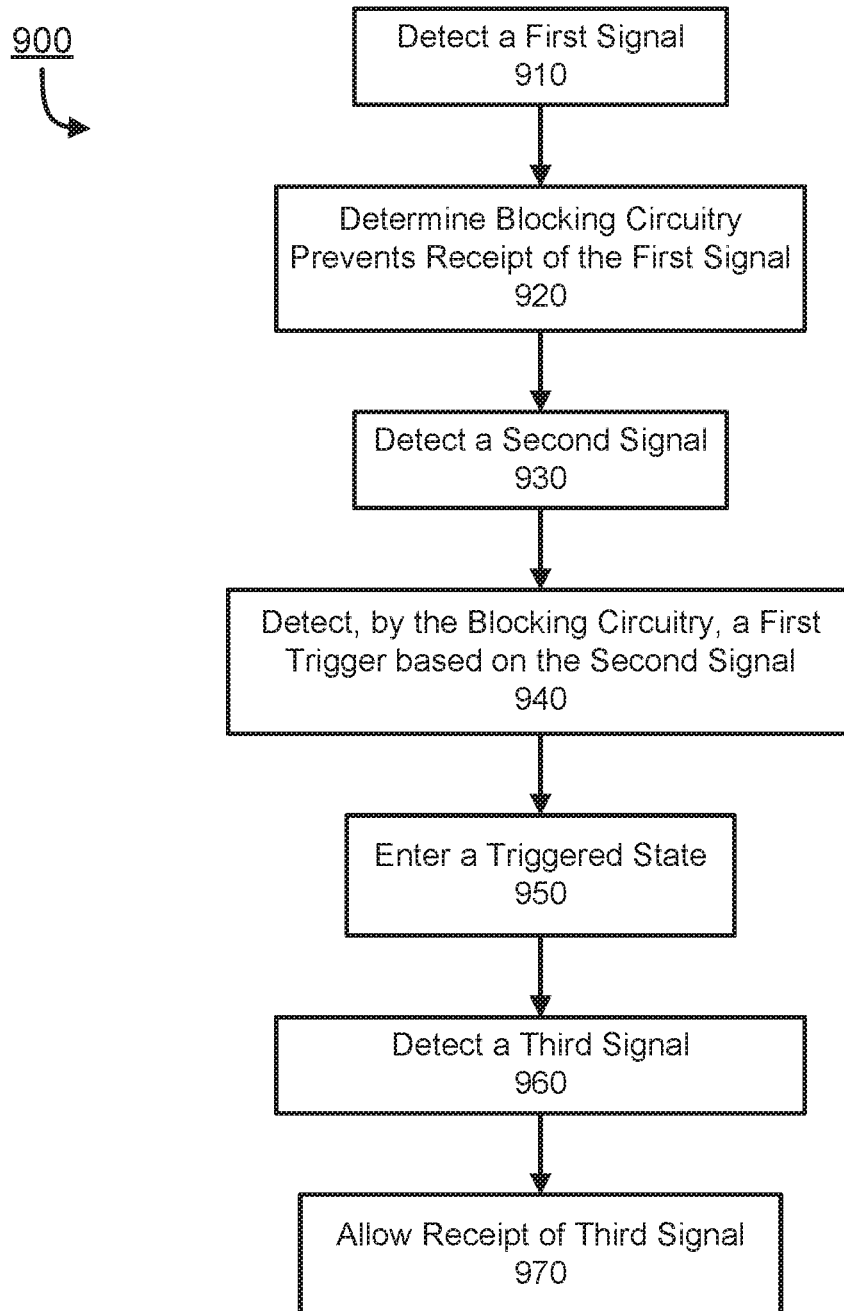 900
Detect a First Signal
910
Determine Blocking Circuitry
Prevents Receipt of the First Signal
920
Detect a Second Signal
930
Detect, by the Blocking Circuitry, a First
Trigger based on the Second Signal
940
Enter a Triggered State
950
Detect a Third Signal
960
Allow Receipt of Third Signal
970